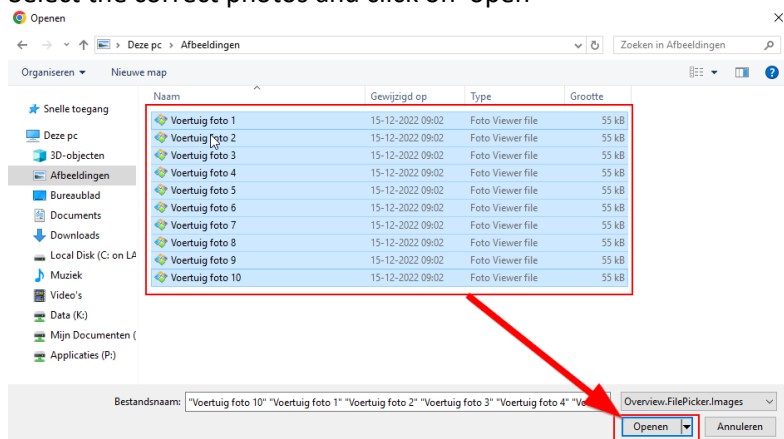 Select the correct photos and click on "open"
Openen
Deze pc > Afbeeldingen
Zoeken in Afbeeldingen
Organiseren Nieuwe map
Naam Gewijzigd op Type Grootte
Snelle toegang
Deze pc
3D-objecten
Afbeeldingen
Bureaublad
Documents
Downloads
Local Disk (C: on LA
Muziek
Video's
Data (K:)
Mijn Documenten (
Applicaties (P:)
Voertuig foto 1 15-12-2022 09:02 Foto Viewer file 55 kB
Voertuig foto 2 15-12-2022 09:02 Foto Viewer file 55 kB
Voertuig foto 3 15-12-2022 09:02 Foto Viewer file 55 kB
Voertuig foto 4 15-12-2022 09:02 Foto Viewer file 55 kB
Voertuig foto 5 15-12-2022 09:02 Foto Viewer file 55 kB
Voertuig foto 6 15-12-2022 09:02 Foto Viewer file 55 kB
Voertuig foto 7 15-12-2022 09:02 Foto Viewer file 55 kB
Voertuig foto 8 15-12-2022 09:02 Foto Viewer file 55 kB
Voertuig foto 9 15-12-2022 09:02 Foto Viewer file 55 kB
Voertuig foto 10 15-12-2022 09:02 Foto Viewer file 55 kB
Bestandsnaam: "Voertuig foto 10" "Voertuig foto 1" "Voertuig foto 2" "Voertuig foto 3" "Voertuig foto 4" Overview.FilePicker.Images
Openen Annuleren